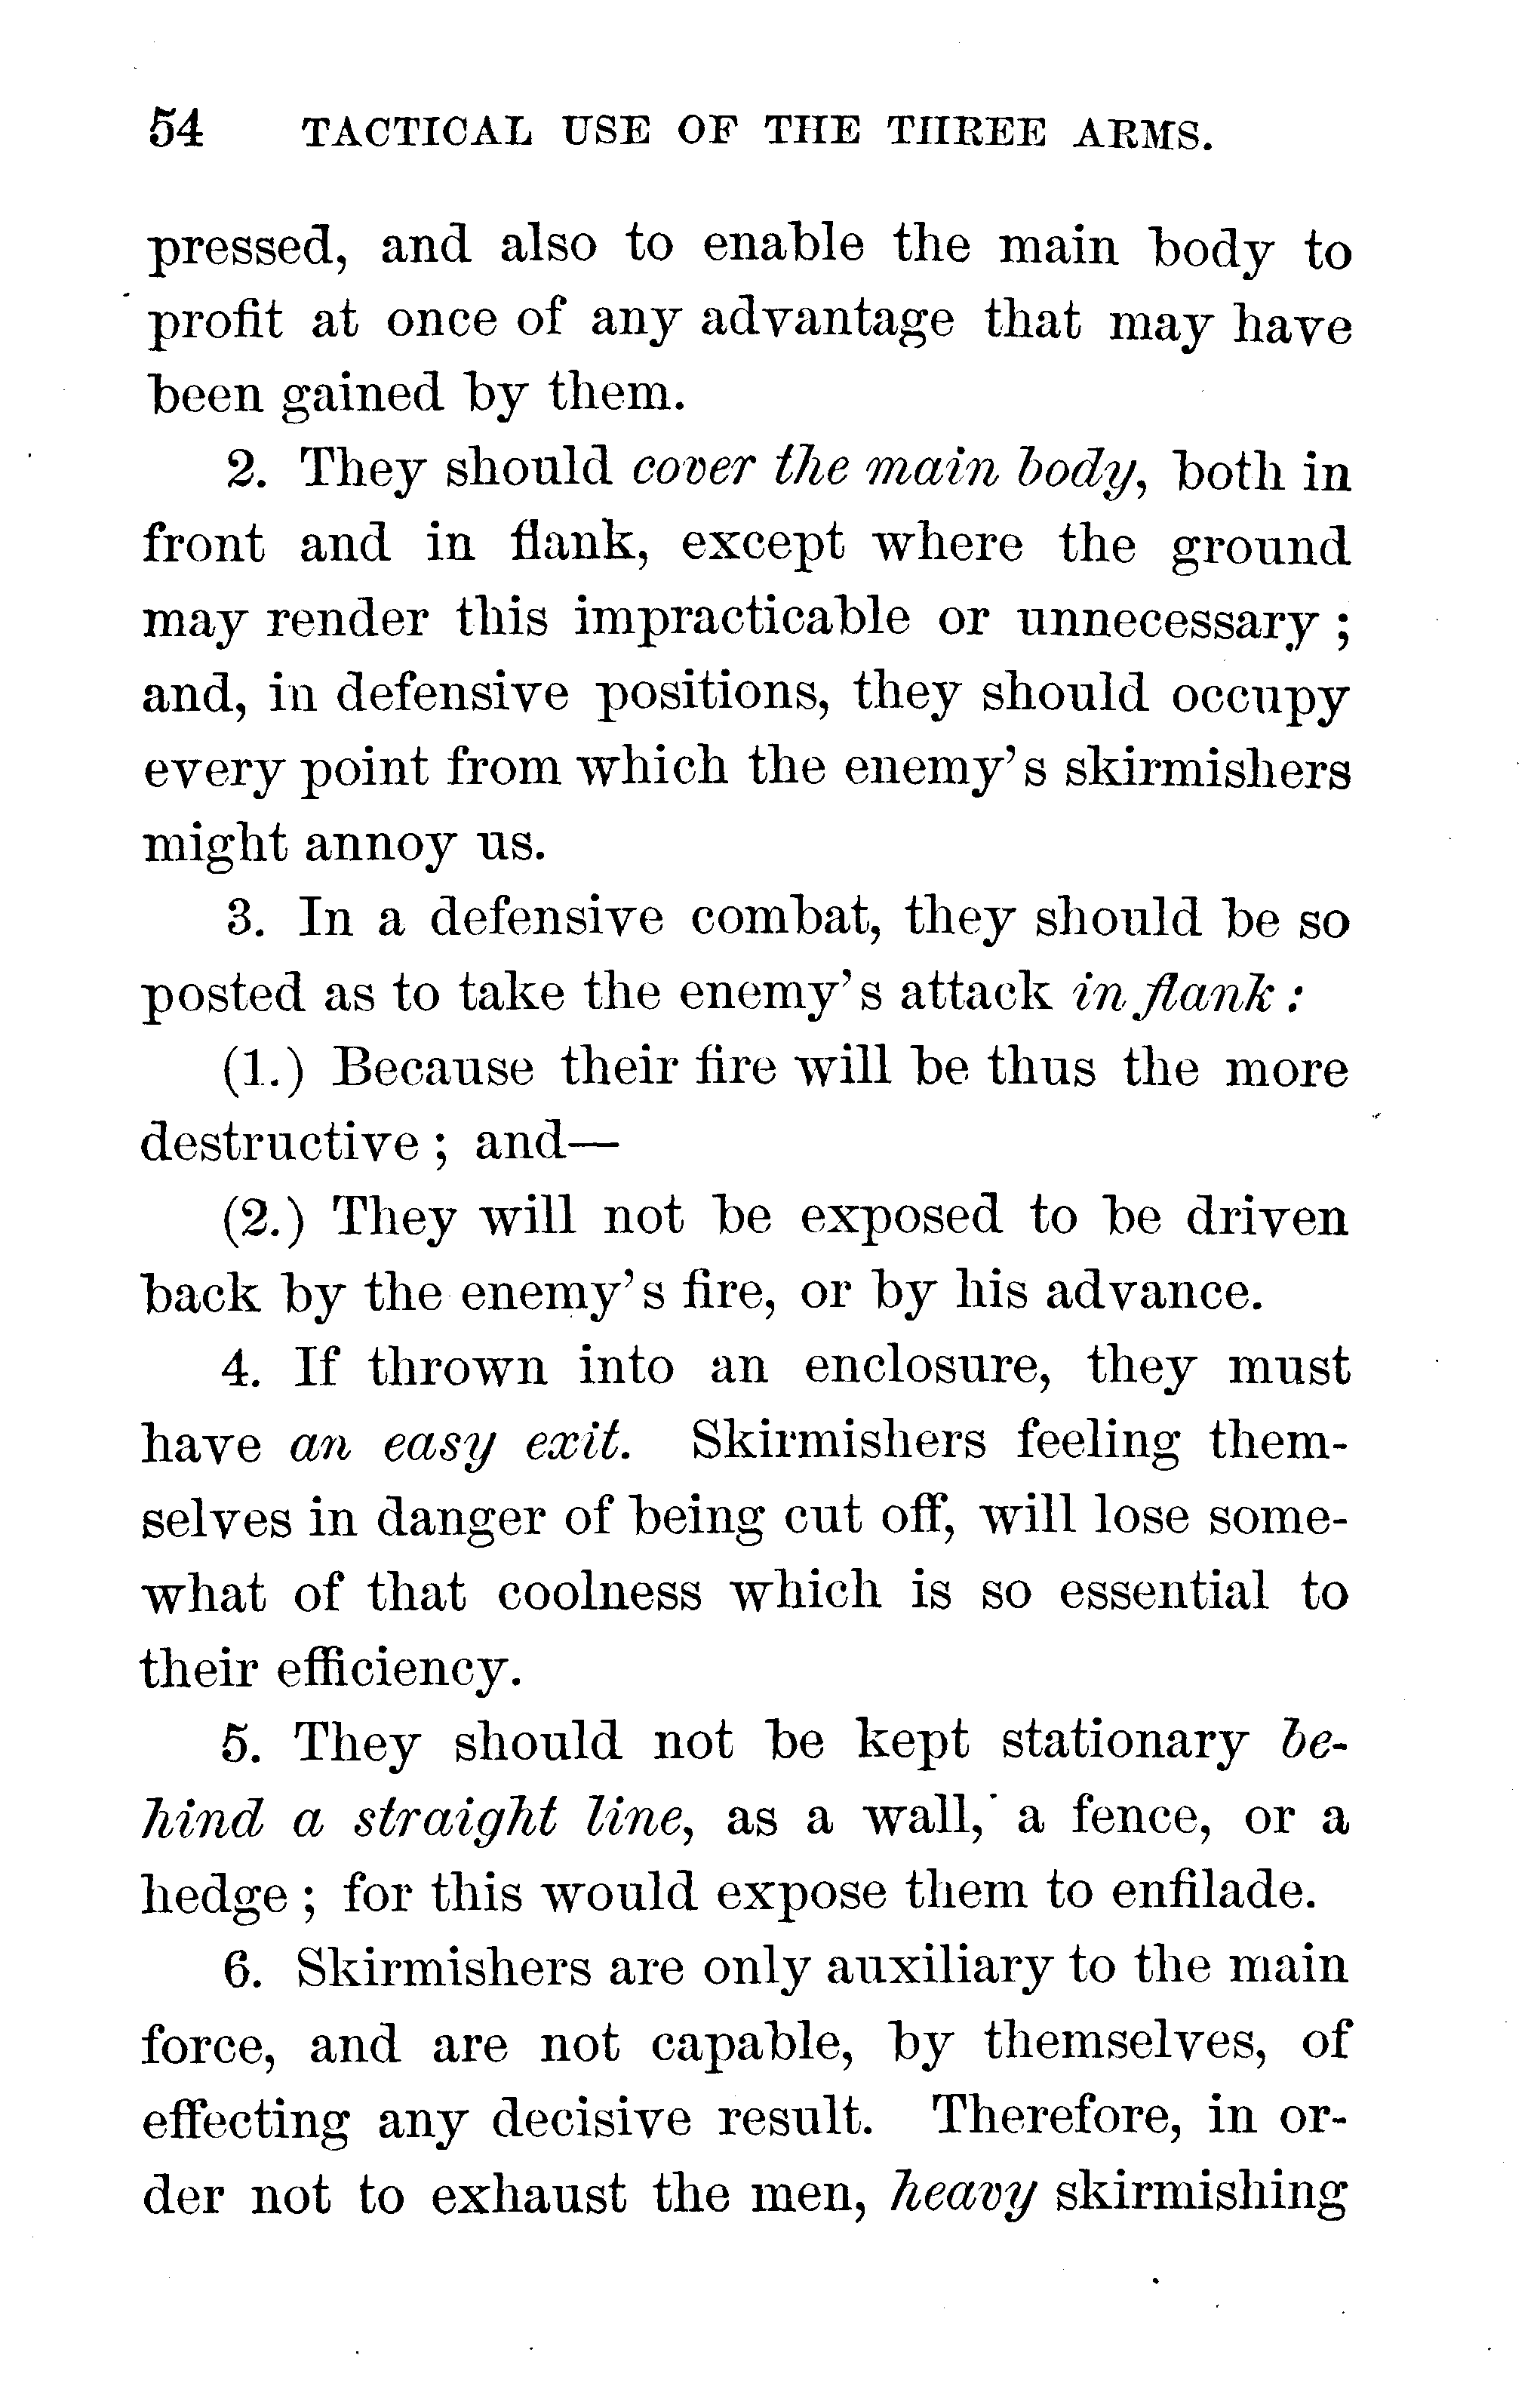 54 TACTICAL USE OF THE THREE ARMS.
pressed, and also to enable the main body to
profit at once of any advantage that may have
been gained by them.
2. They should cover the main body, both in
front and in flank, except where the ground
may render this impracticable or unnecessary ;
and, in defensive positions, they should occupy
every point from which the enemy's skirmishers
might annoy us.
3. In a defensive combat, they should be so
posted as to take the enemy's attack in flank :
(1.) Because their fire will be thus the more
destructive ; and—
(2.) They will not be exposed to be driven
back by the enemy's fire, or by his advance.
4. If thrown into an enclosure, they must
have an easy exit. Skirmishers feeling them-
selves in danger of being cut off, will lose some-
what of that coolness which is so essential to
their efficiency.
5. They should not be kept stationary be-
hind a straight line, as a wall, a fence, or a
hedge ; for this would expose them to enfilade.
6. Skirmishers are only auxiliary to the main
force, and are not capable, by themselves, of
effecting any decisive result. Therefore, in or-
der not to exhaust the men, heavy skirmishing